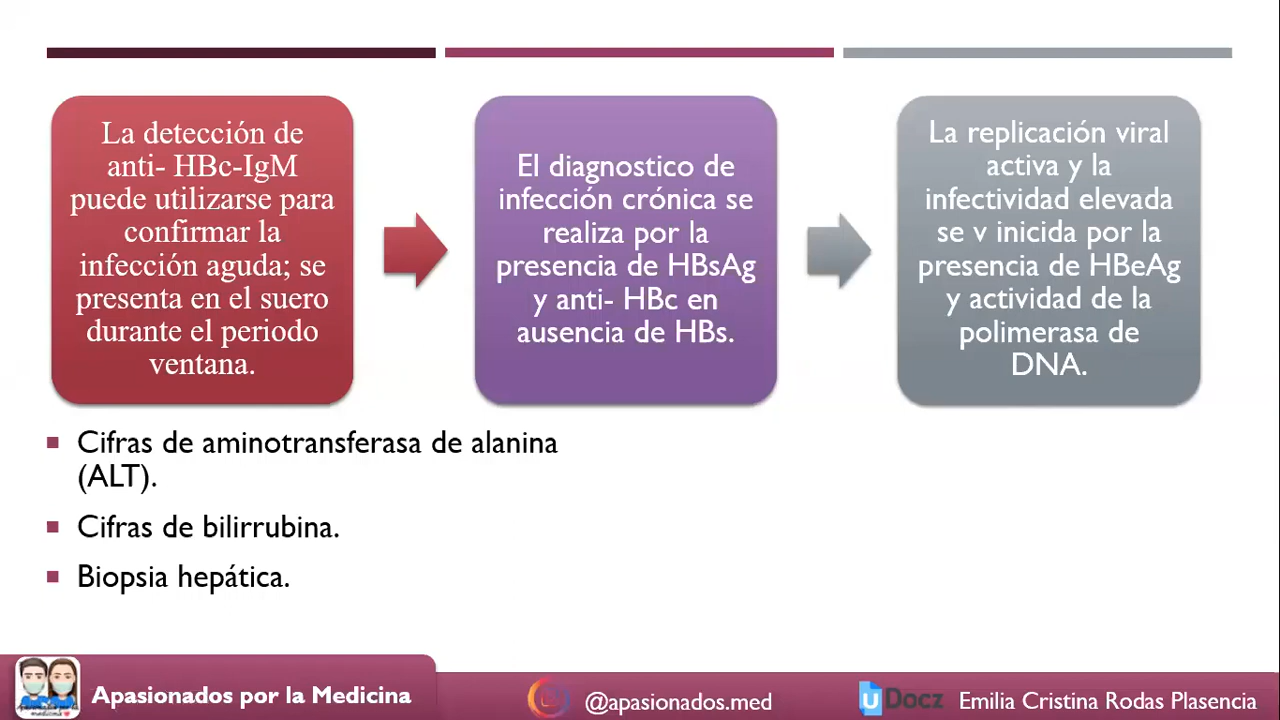 La detección de
anti- HBc-IgM
puede utilizarse para
confirmar la
infección aguda; se
presenta en el suero
durante el periodo
ventana.
El diagnostico de
infección crónica se
realiza por la
presencia de HBsAg
y anti- HBc en
ausencia de HBs.
La replicación viral
activa y la
infectividad elevada
se v inicida por la
presencia de HBeAg
y actividad de la
polimerasa de
DNA.
Cifras de aminotransferasa de alanina
(ALT).
Cifras de bilirrubina.
Biopsia hepática.
Apasionados por la Medicina
@apasionados.med
uDocz
Emilia Cristina Rodas Plasencia